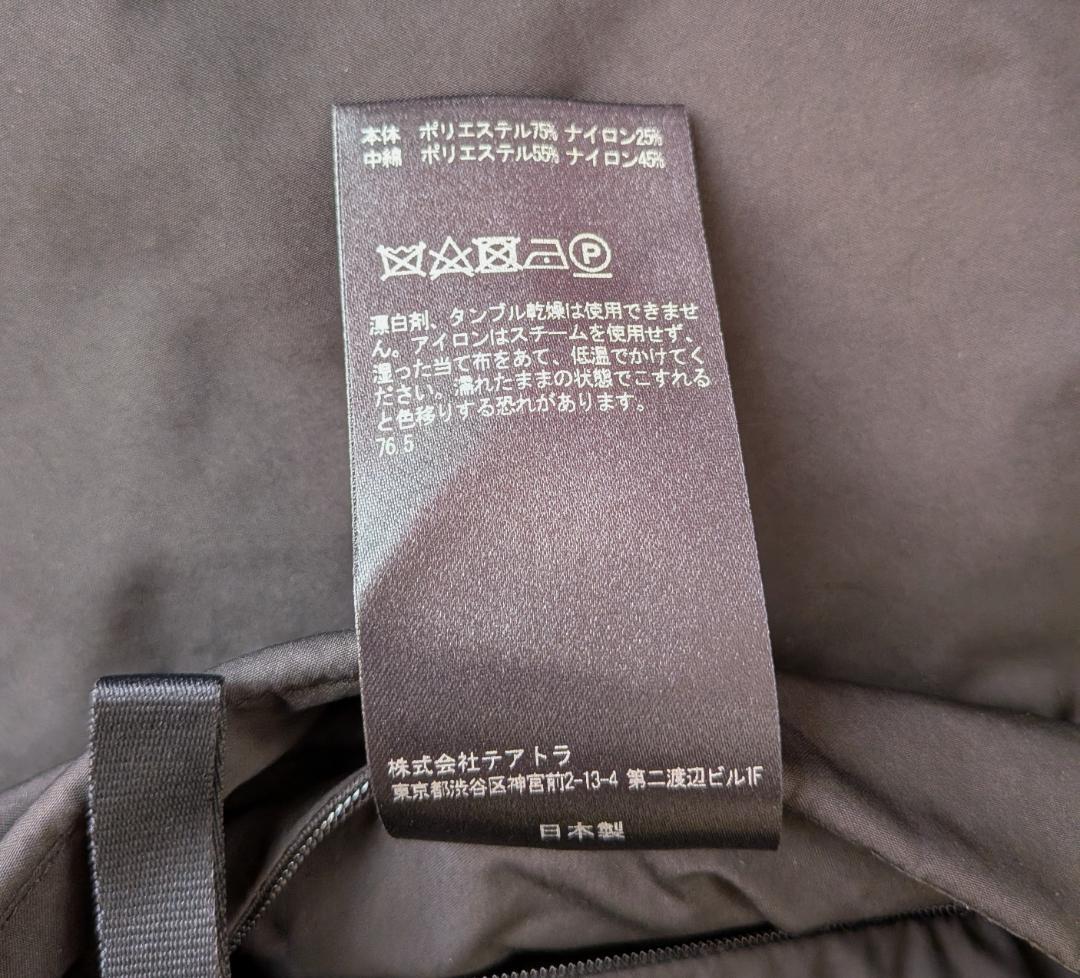 本体　ポリエステル75% ナイロン25%
中綿　ポリエステル55% ナイロン45%
P
漂白剤、タンブル乾燥は使用できませ
ん。アイロンはスチームを使用せず、
湿った当て布をあて、低温でかけてく
ださい。濡れたままの状態でこすれる
と色移りする恐れがあります。
76.5
株式会社テアトラ
東京都渋谷区神宮前2-13-4 第二渡辺ビル1F
日本製